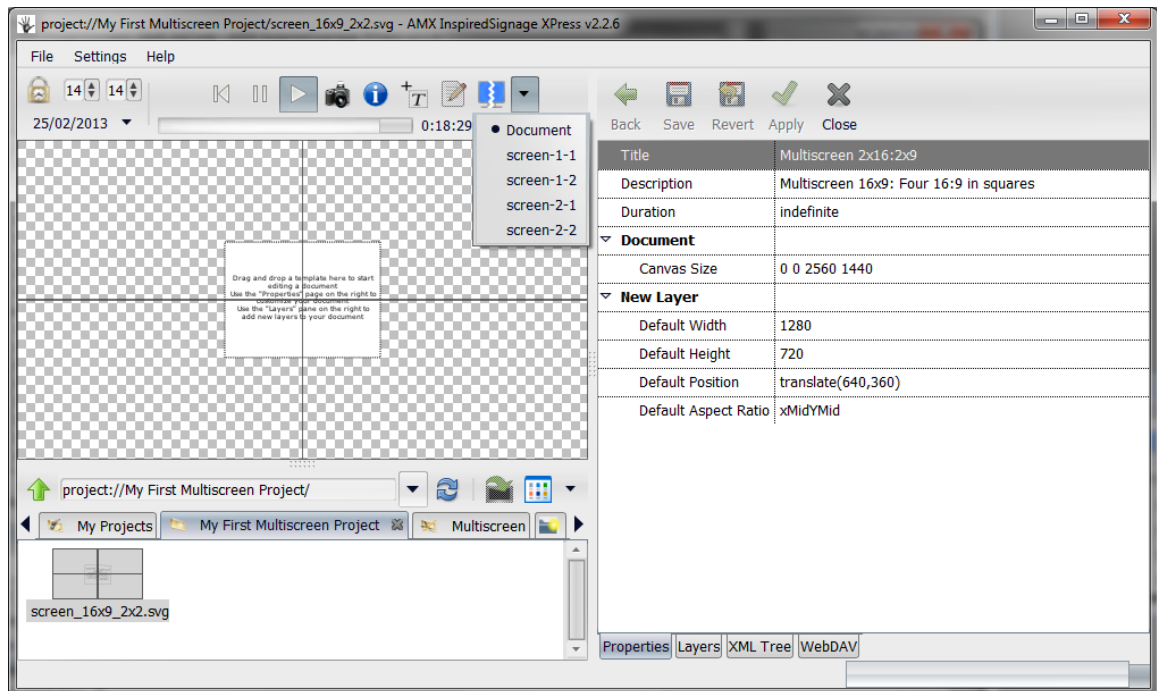 project://My First Multiscreen Project/screen_16x9_2x2.svg - AMX InspiredSignage XPress v2.2.6
File Settings Help
14 14
25/02/2013
0:18:29
Document
screen-1-1
screen-1-2
screen-2-1
screen-2-2
Drag and drop a template here to start
editing a document
Use the "Properties" page on the right to
customize your document
Use the "Layers" pane on the right to
add new layers to your document
project://My First Multiscreen Project/
My Projects My First Multiscreen Project Multiscreen
screen_16x9_2x2.svg
Back Save Revert Apply Close
Title Multiscreen 2x16:2x9
Description Multiscreen 16x9: Four 16:9 in squares
Duration indefinite
Document
Canvas Size 0 0 2560 1440
New Layer
Default Width 1280
Default Height 720
Default Position translate(640,360)
Default Aspect Ratio xMidYMid
Properties Layers XML Tree WebDAV